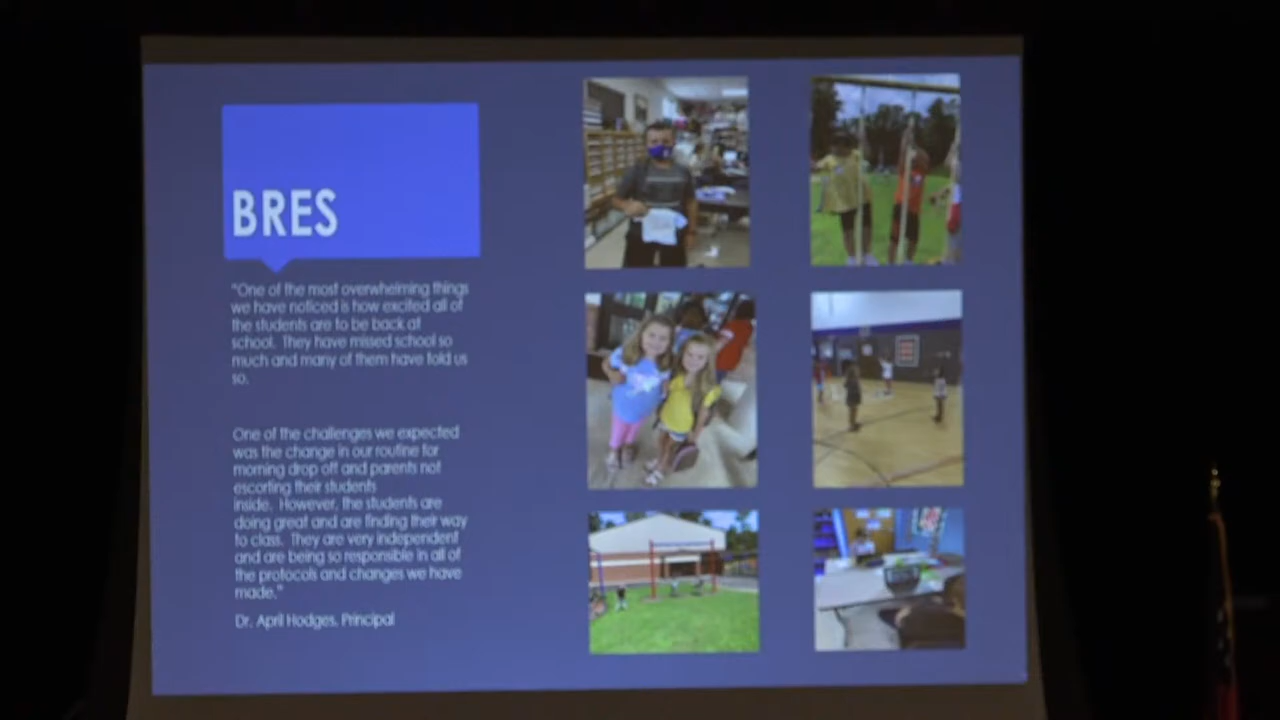 BRES
"One of the most overwhelming things
we have noticed is how excited all of
the students are to be back at
school. They have missed school so
much and many of them have told us
so.
One of the challenges we expected
was the change in our routine for
morning drop off and parents not
escorting their students
inside. However, the students are
doing great and are finding their way
to class. They are very independent
and are being so responsible in all of
the protocols and changes we have
made."
Dr. April Hodges, Principal